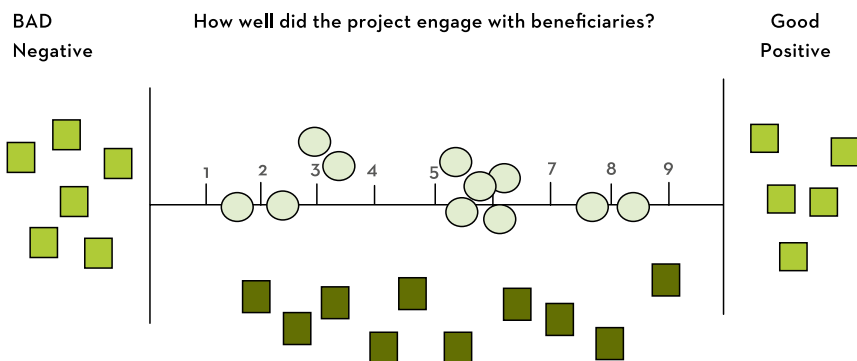 BAD
Negative
How well did the project engage with beneficiaries?
Good
Positive
1 2 3 4 5 7 8 9